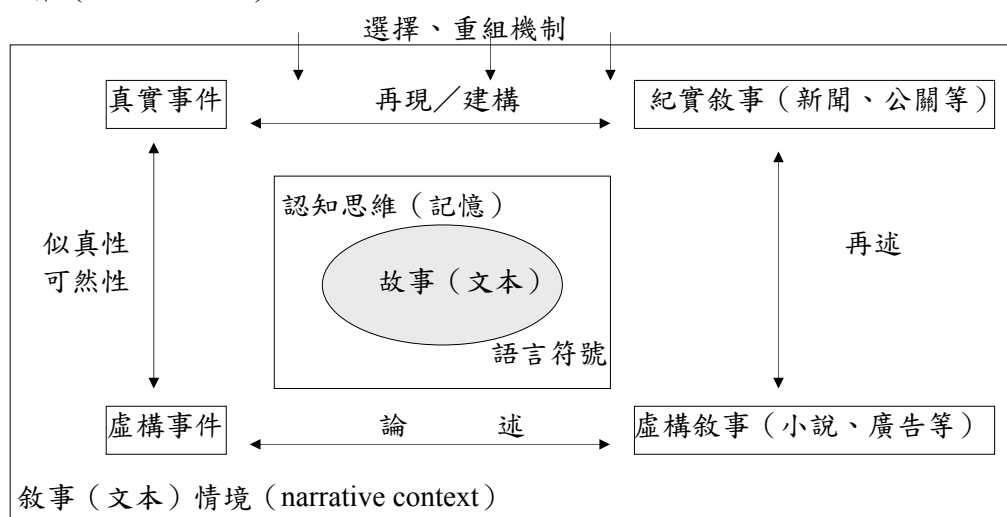 選擇、重組機制
真實事件
再現／建構
紀實敘事（新聞、公關等）
認知思維（記憶）
似真性
可然性
故事（文本）
再述
語言符號
虛構事件
論 述
虛構敘事（小說、廣告等）
敘事（文本）情境（narrative context）